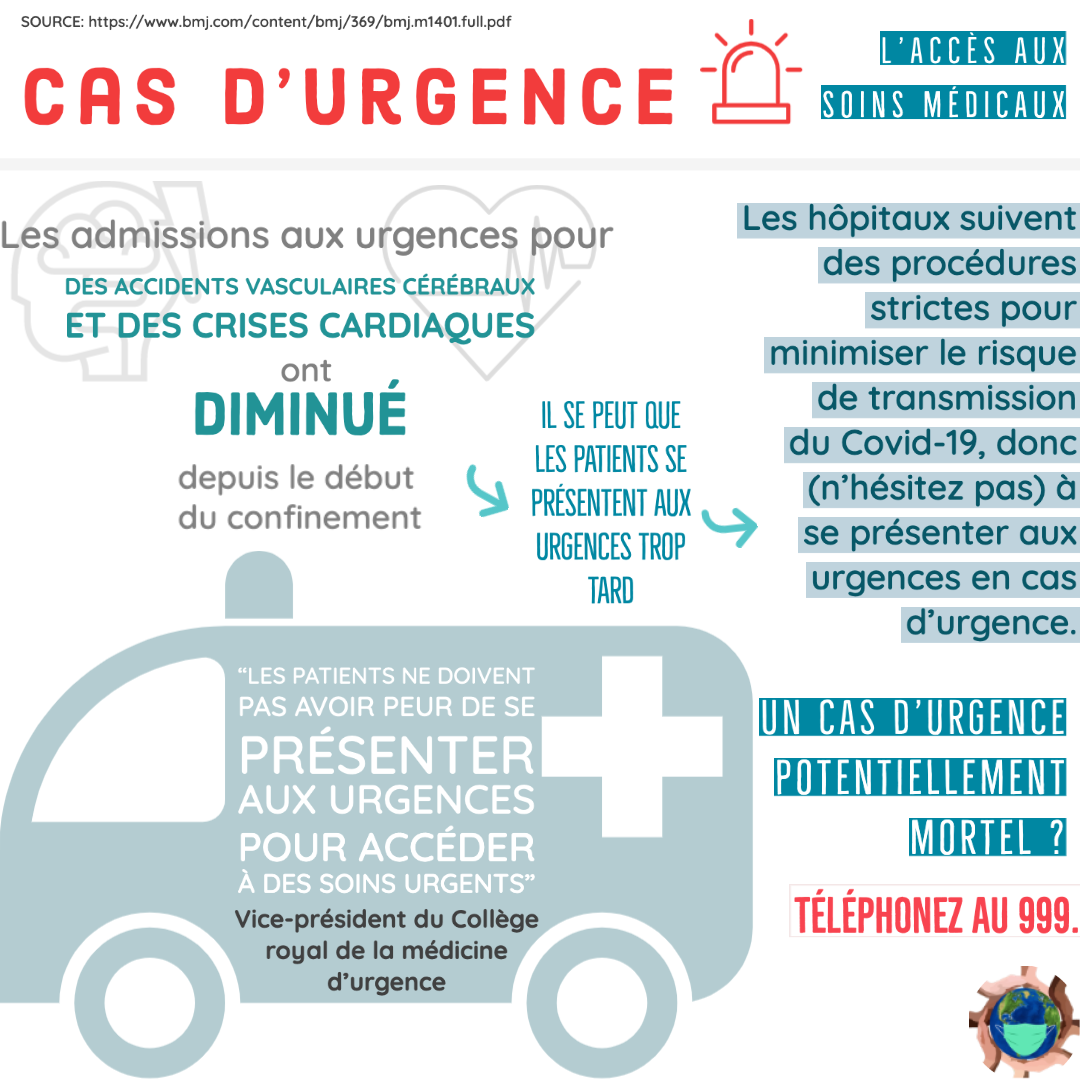 SOURCE: https://www.bmj.com/content/bmj/369/bmj.m1401.full.pdf
CAS D'URGENCE
L'ACCÈS AUX
SOINS MÉDICAUX
Les admissions aux urgences pour
DES ACCIDENTS VASCULAIRES CÉRÉBRAUX
ET DES CRISES CARDIAQUES
ont
DIMINUÉ
depuis le début
du confinement
IL SE PEUT QUE
LES PATIENTS SE
PRÉSENTENT AUX
URGENCES TROP
TARD
Les hôpitaux suivent
des procédures
strictes pour
minimiser le risque
de transmission
du Covid-19, donc
(n'hésitez pas) à
se présenter aux
urgences en cas
d'urgence.
“LES PATIENTS NE DOIVENT
PAS AVOIR PEUR DE SE
PRÉSENTER
AUX URGENCES
POUR ACCÉDER
À DES SOINS URGENTS”
Vice-président du Collège
royal de la médicine
d'urgence
UN CAS D'URGENCE
POTENTIELLEMENT
MORTEL ?
TÉLÉPHONEZ AU 999.